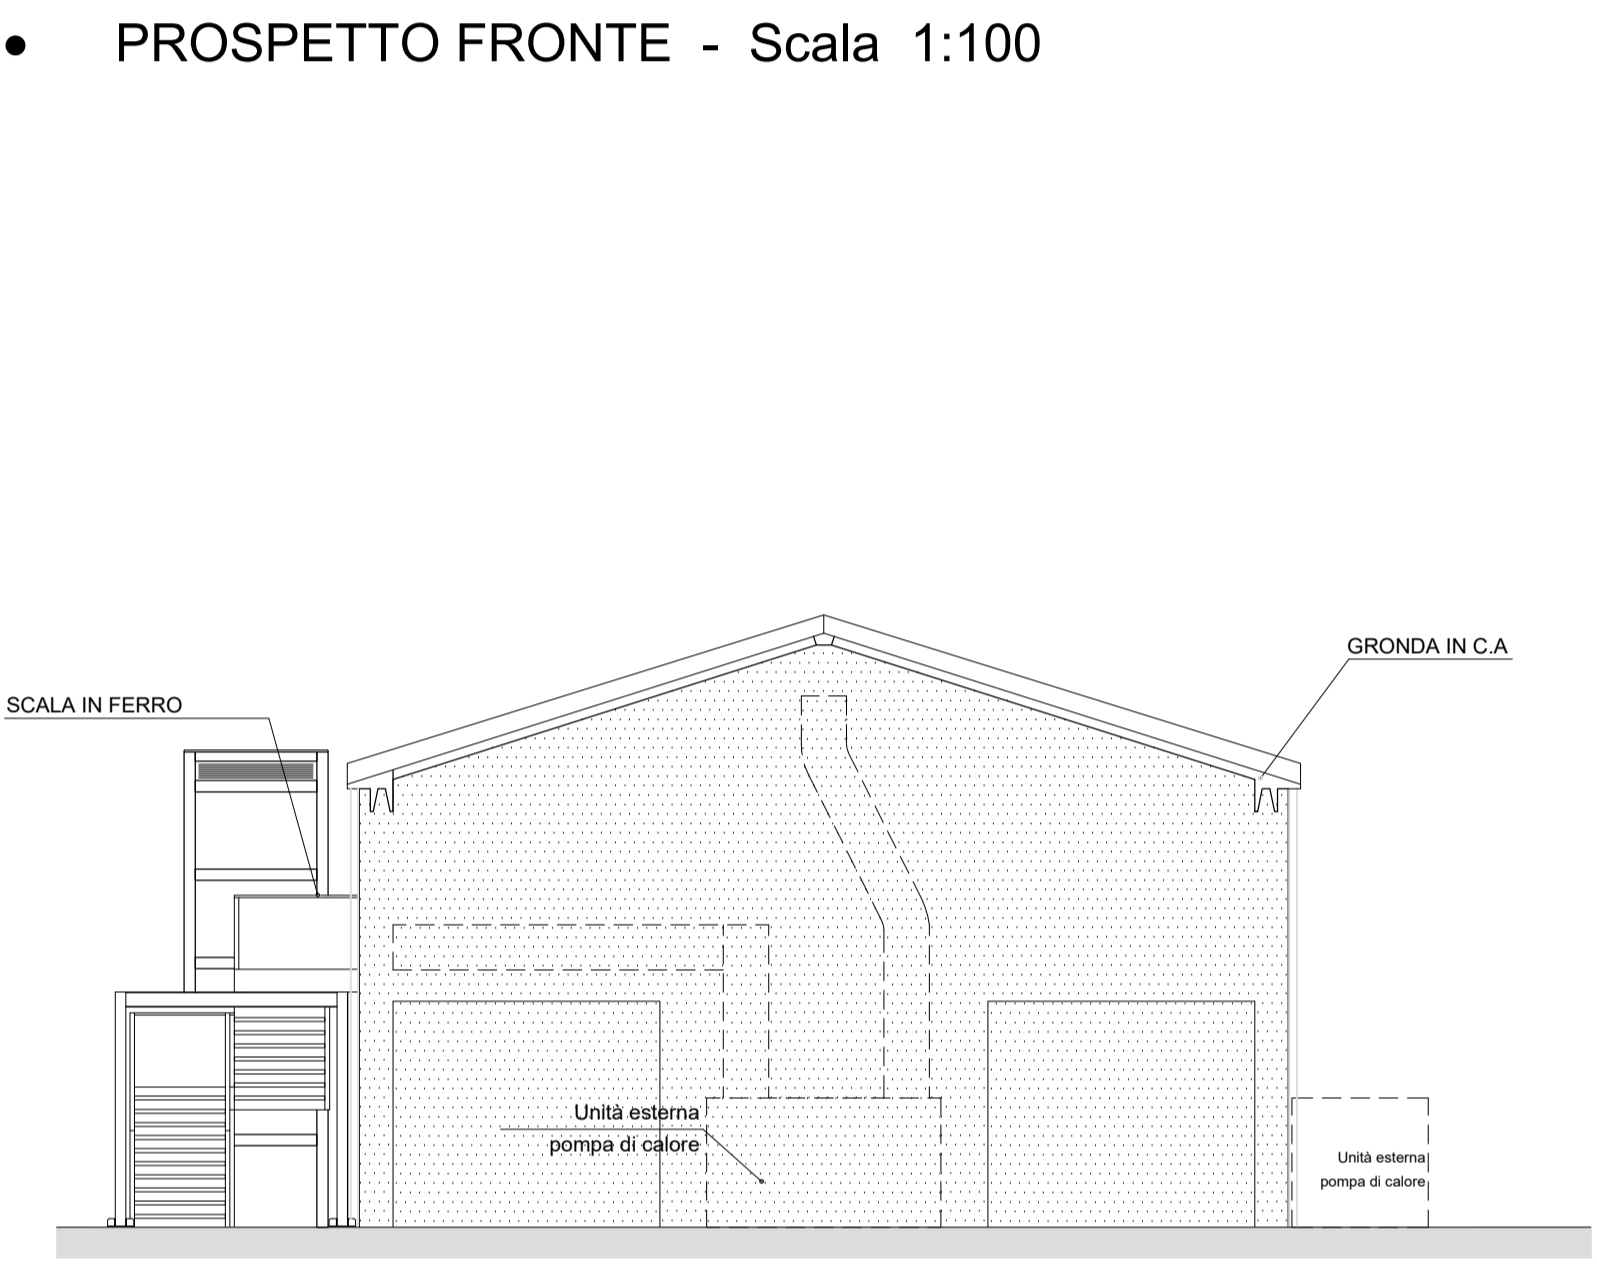 • PROSPETTO FRONTE - Scala 1:100
GRONDA IN C.A
SCALA IN FERRO
Unità esterna
pompa di calore
Unità esterna
pompa di calore